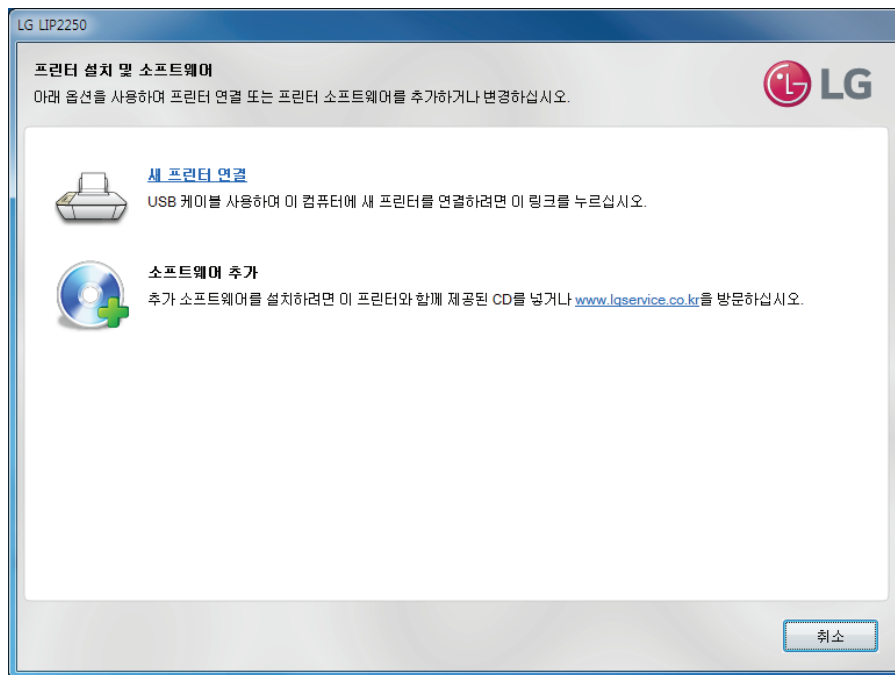 LG LIP2250
프린터 설치 및 소프트웨어
아래 옵션을 사용하여 프린터 연결 또는 프린터 소프트웨어를 추가하거나 변경하십시오.
LG
새 프린터 연결
USB 케이블 사용하여 이 컴퓨터에 새 프린터를 연결하려면 이 링크를 누르십시오.
소프트웨어 추가
추가 소프트웨어를 설치하려면 이 프린터와 함께 제공된 CD를 넣거나 www.lgservice.co.kr을 방문하십시오.
취소